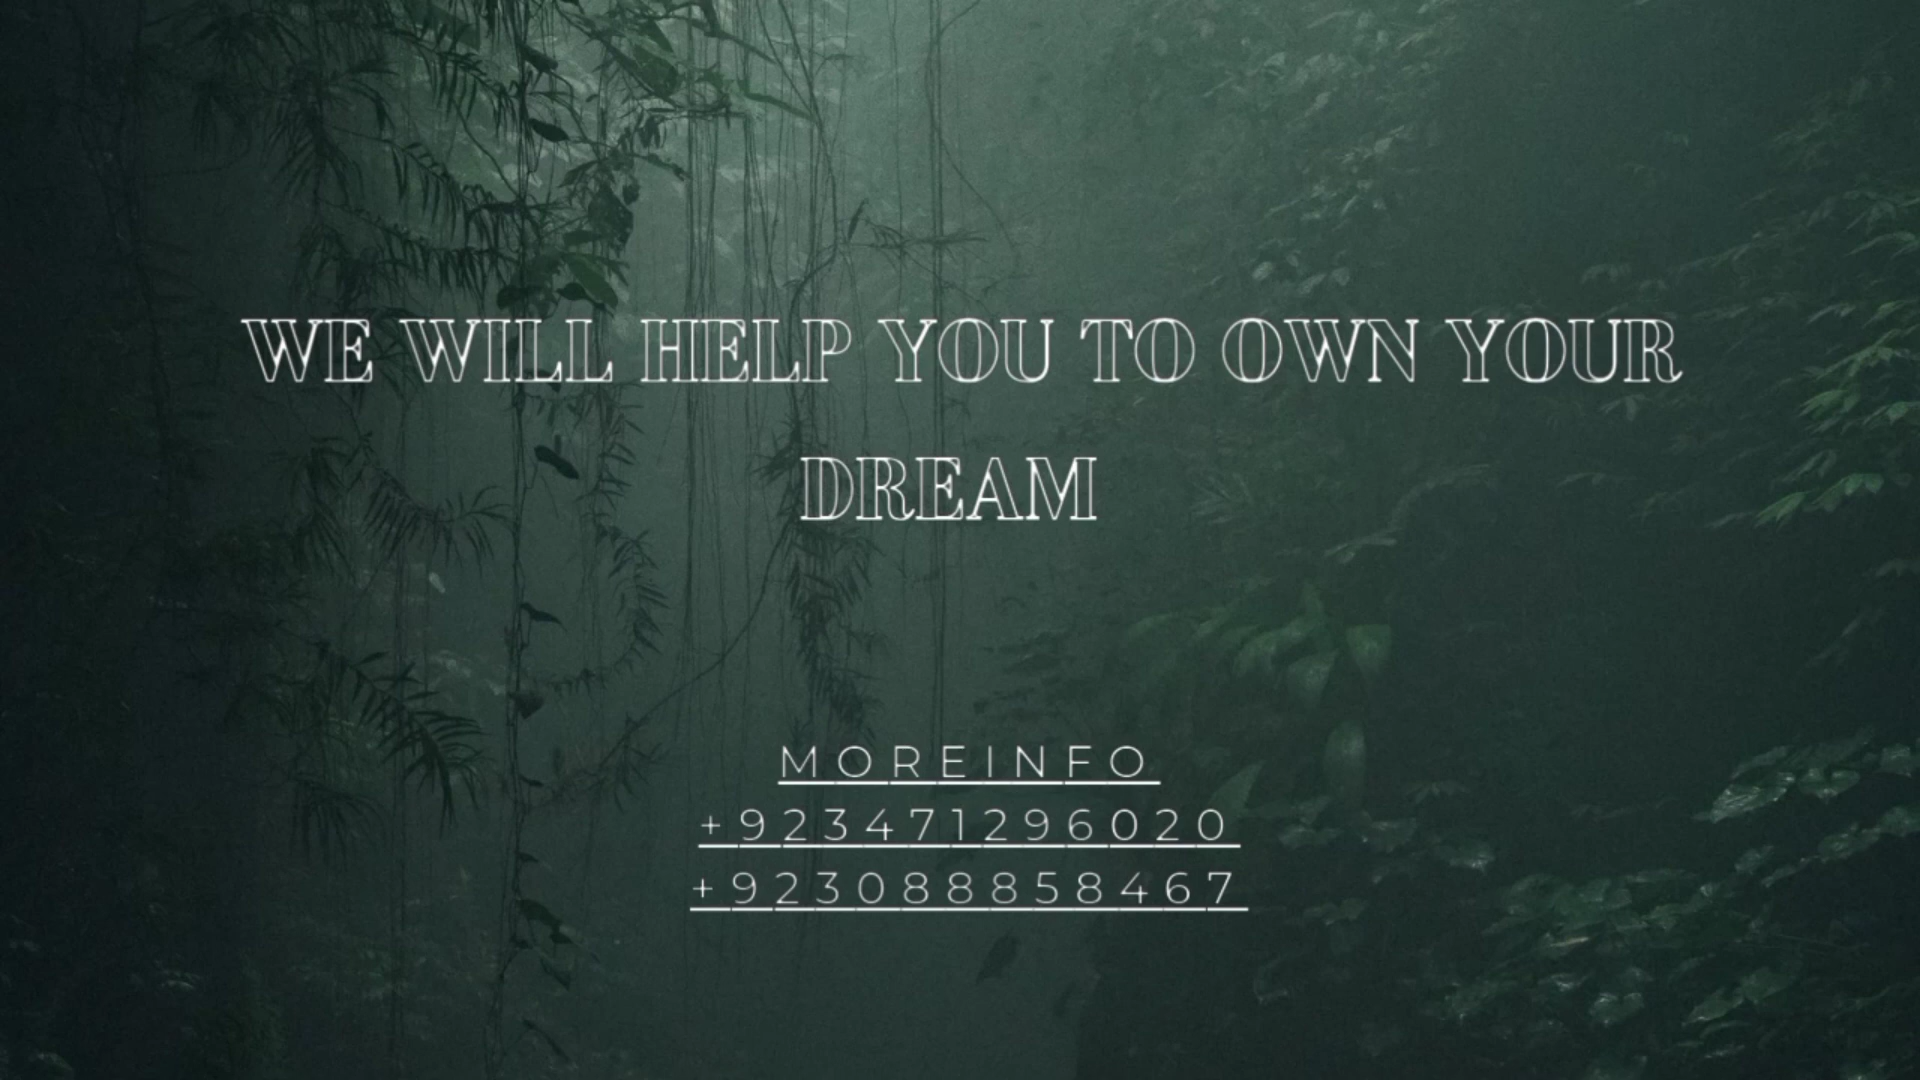 WE WILL HELP YOU TO OWN YOUR
DREAM
MOREINFO
+923471296020
+923088858467